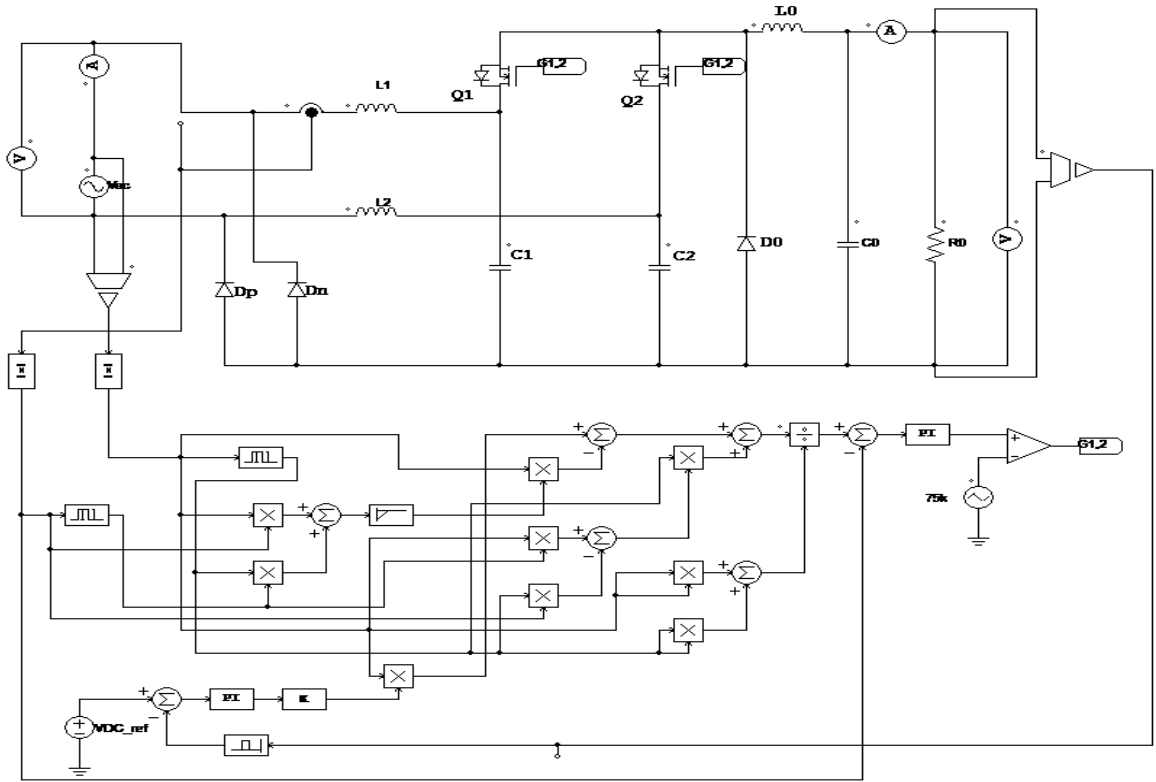 L0
A
A
G1,2
G1,2
Q1
L1
Q2
V
Vac
L2
C1
C2
D0
C0
R0
V
Dp
Dn
PI
G1,2
75k
PI
K
VDC_ref